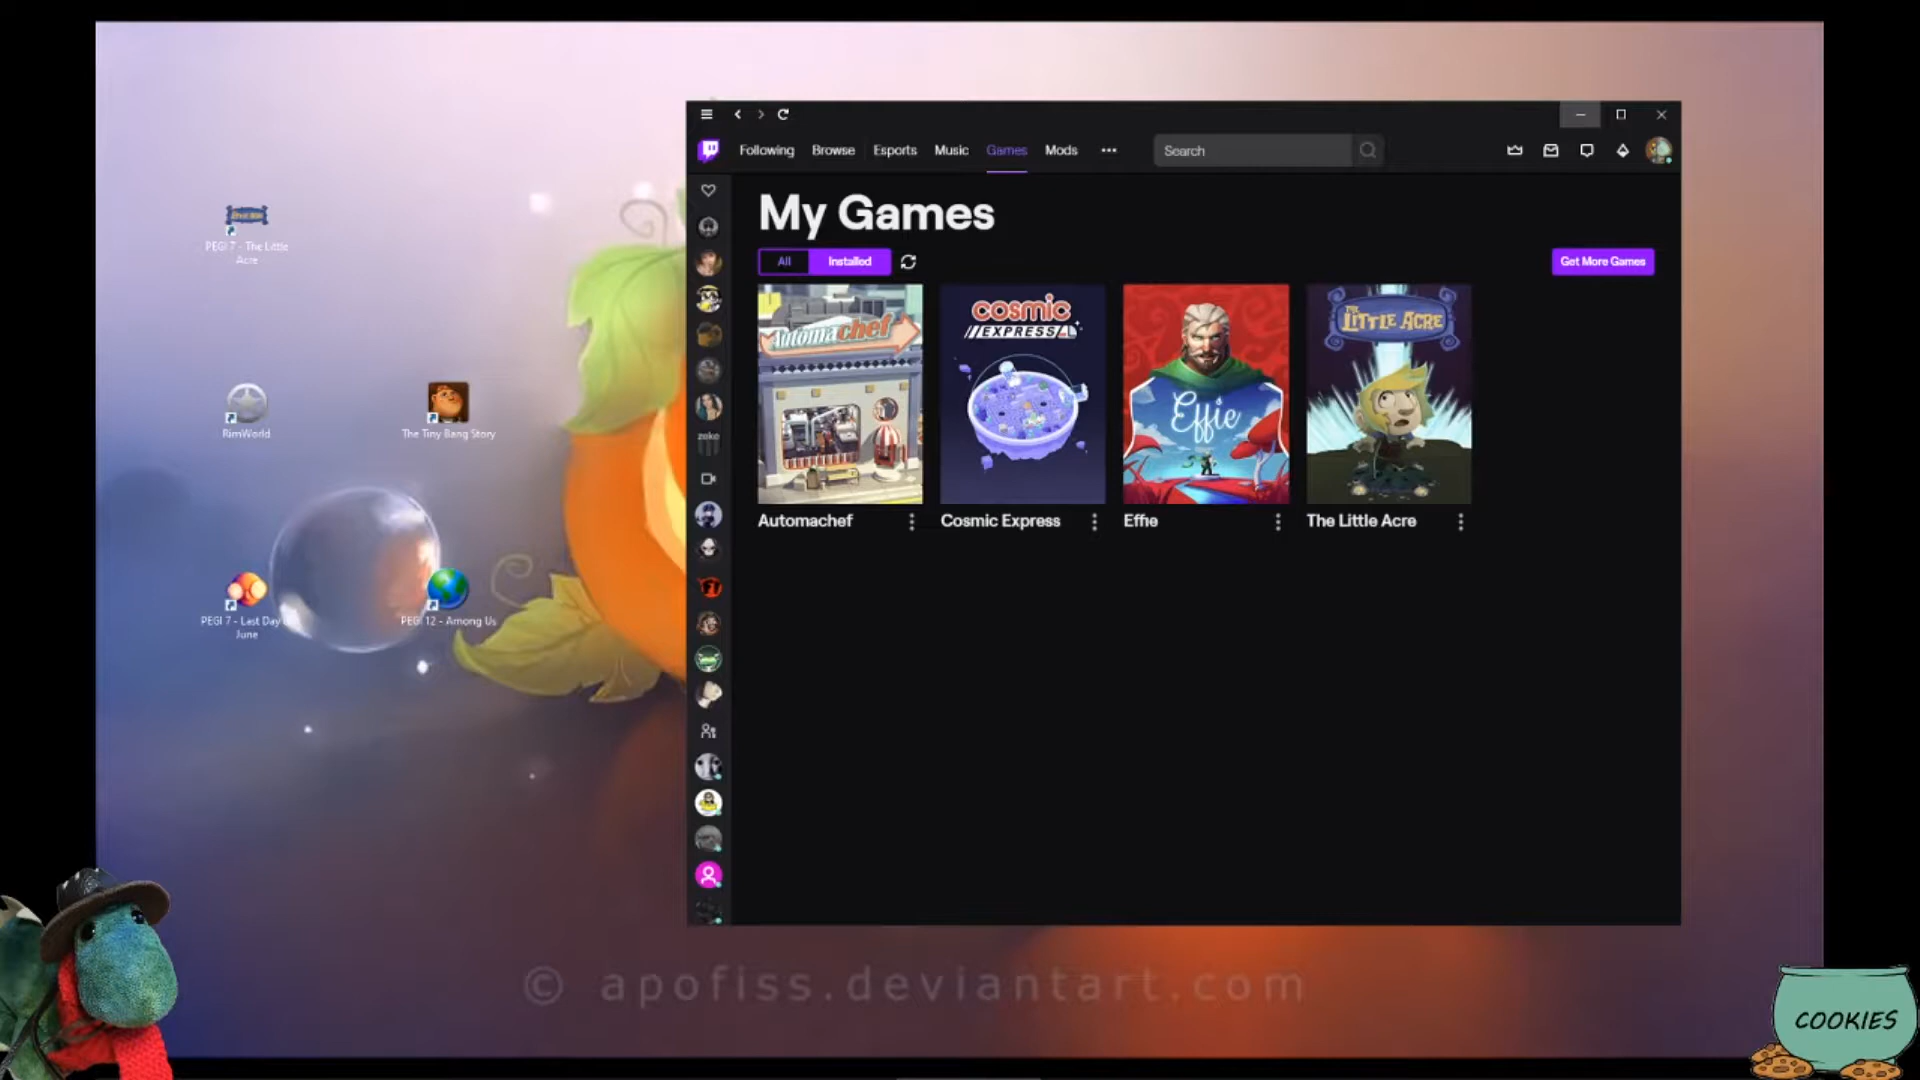 Following Browse Esports Music Games Mods
Search
My Games
All Installed
Get More Games
Automachef
cosmic
EXPRESS
Effie
THE
LITTLE ACRE
Automachef
Cosmic Express
Effie
The Little Acre
PEGI 7 - The Little
Acre
RimWorld
The Tiny Bang Story
PEGI 7 - Last Day
June
PEGI 12 - Among Us
zoko
© apofiss.deviantart.com
COOKIES